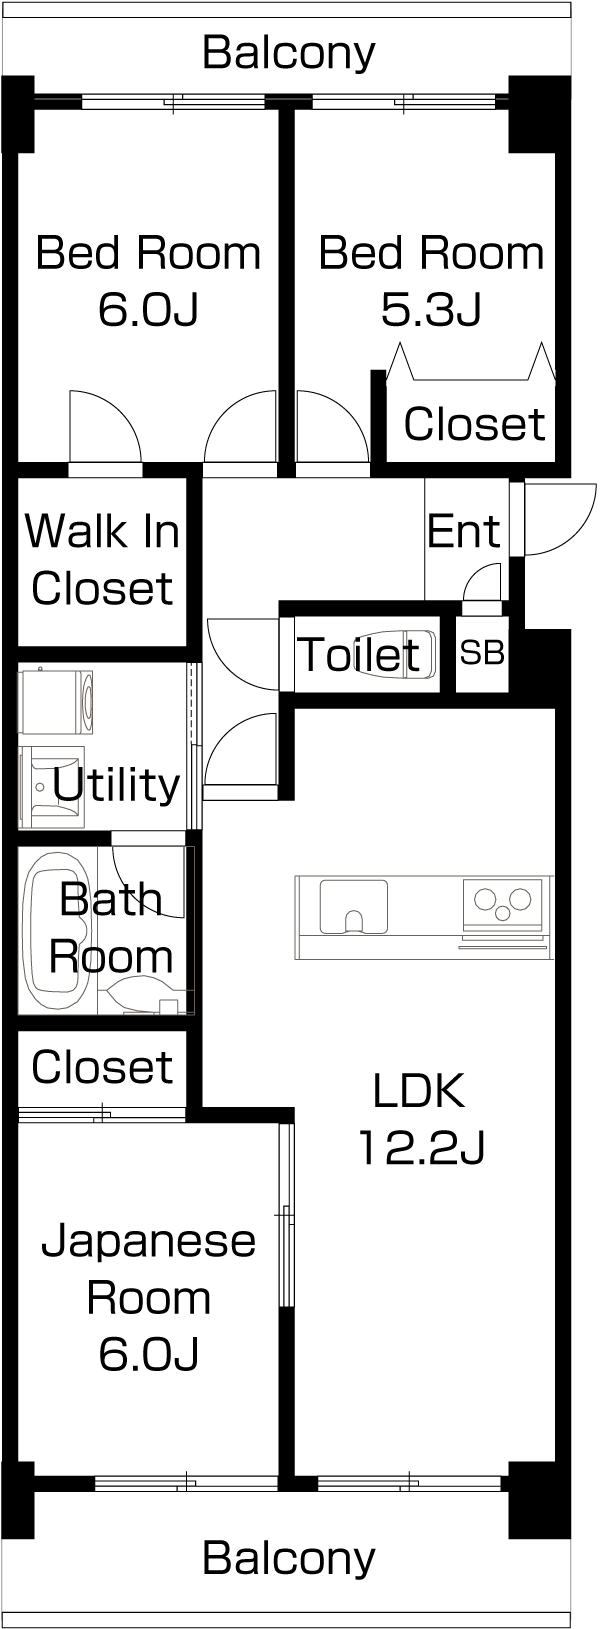 Balcony
Bed Room
6.0J
Bed Room
5.3J
Closet
Walk In
Closet
Ent
Toilet
SB
Utility
Bath
Room
Closet
LDK
12.2J
Japanese
Room
6.0J
Balcony